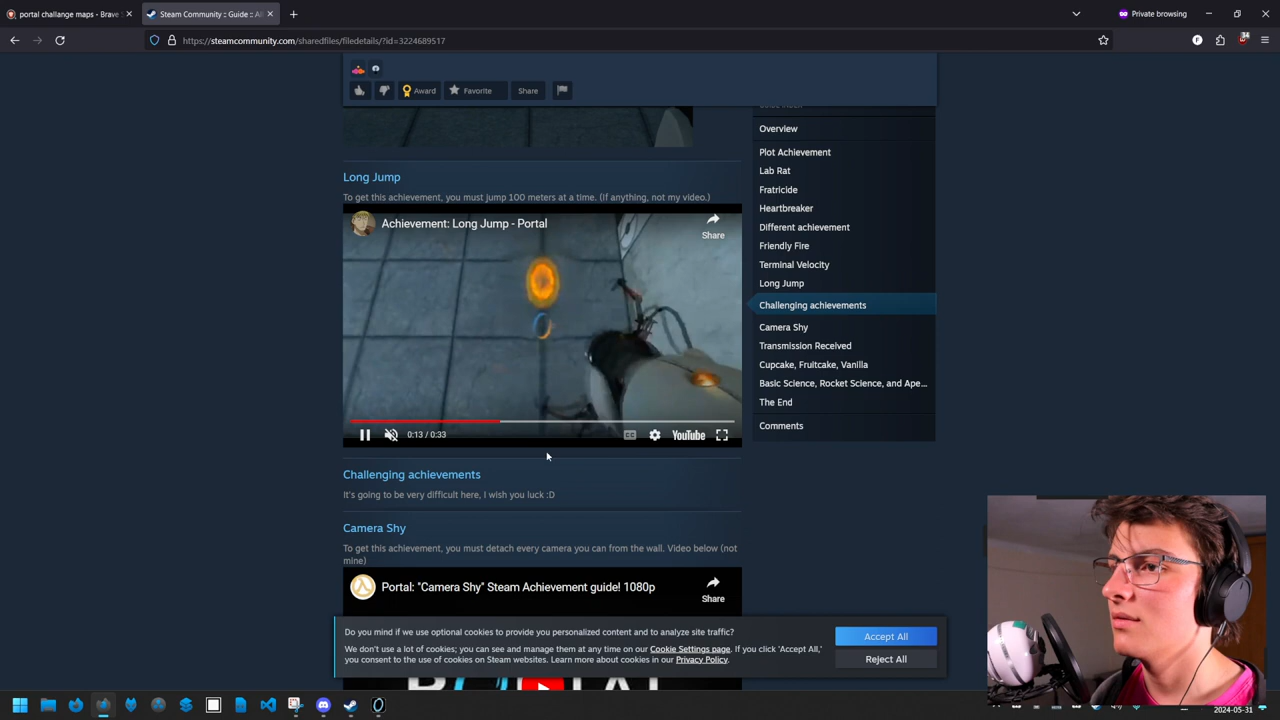 portal challange maps - Brave S
Steam Community :: Guide :: Al
Private browsing
https://steamcommunity.com/sharedfiles/filedetails/?id=3224689517
Award
Favorite
Share
Overview
Plot Achievement
Lab Rat
Fratricide
Heartbreaker
Different achievement
Friendly Fire
Terminal Velocity
Long Jump
Challenging achievements
Camera Shy
Transmission Received
Cupcake, Fruitcake, Vanilla
Basic Science, Rocket Science, and Ape...
The End
Comments
Long Jump
To get this achievement, you must jump 100 meters at a time. (If anything, not my video.)
Achievement: Long Jump - Portal
Share
0:13 / 0:33
CC
YouTube
Challenging achievements
It's going to be very difficult here, I wish you luck :D
Camera Shy
To get this achievement, you must detach every camera you can from the wall. Video below (not
mine)
Portal: "Camera Shy" Steam Achievement guide! 1080p
Share
Do you mind if we use optional cookies to provide you personalized content and to analyze site traffic?
We don't use a lot of cookies; you can see and manage them at any time on our Cookie Settings page. If you click 'Accept All,'
you consent to the use of cookies on Steam websites. Learn more about cookies in our Privacy Policy.
Accept All
Reject All
2024-05-31